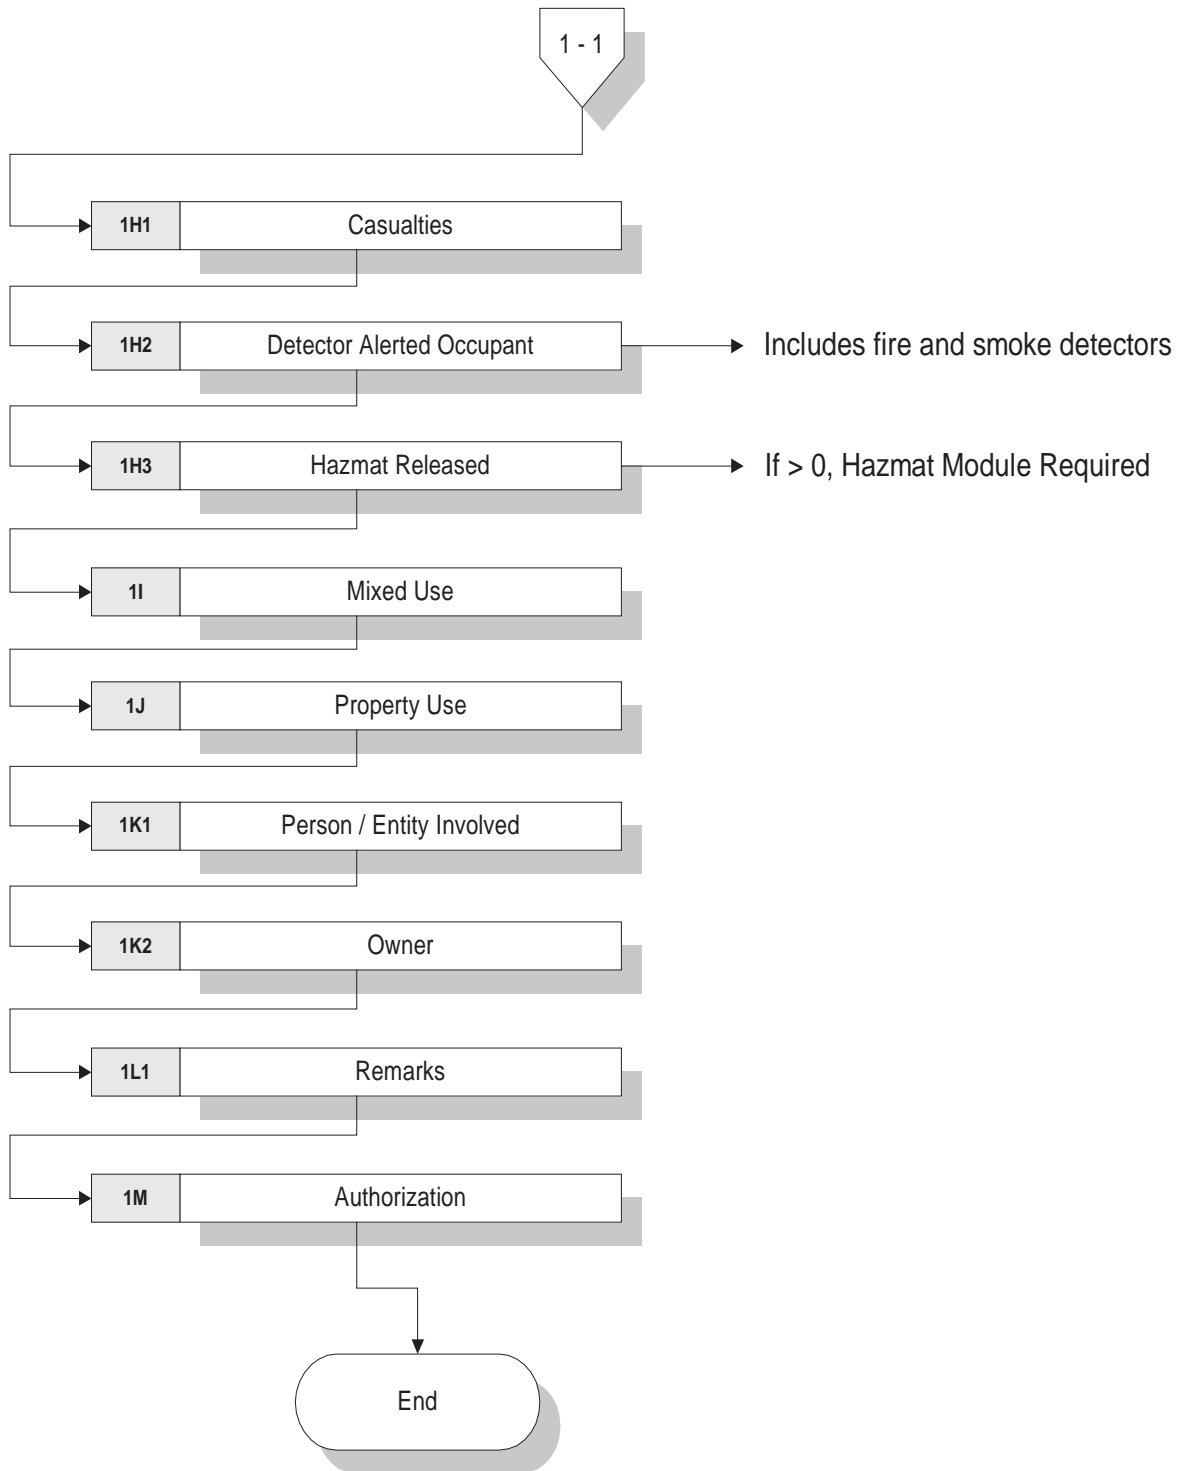 1 - 1
1H1 Casualties
1H2 Detector Alerted Occupant Includes fire and smoke detectors
1H3 Hazmat Released If > 0, Hazmat Module Required
1I Mixed Use
1J Property Use
1K1 Person / Entity Involved
1K2 Owner
1L1 Remarks
1M Authorization
End